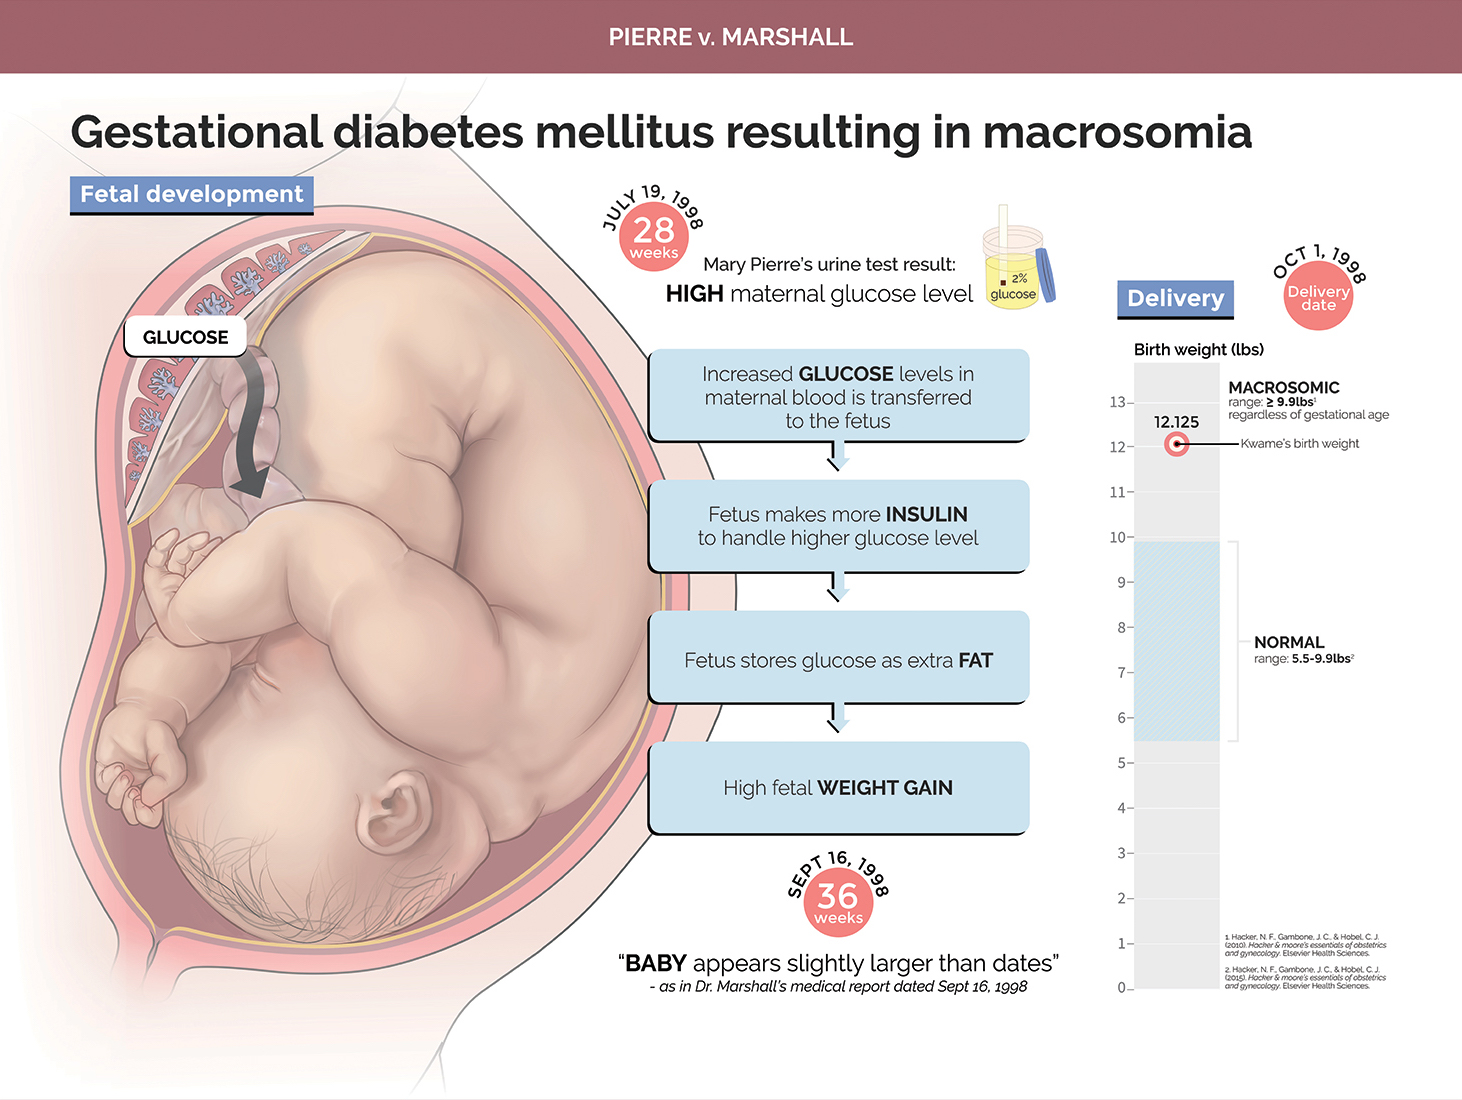 PIERRE v. MARSHALL
Gestational diabetes mellitus resulting in macrosomia
Fetal development
GLUCOSE
JULY 19, 1998
28
weeks
Mary Pierre's urine test result:
HIGH maternal glucose level
2%
glucose
Increased GLUCOSE levels in
maternal blood is transferred
to the fetus
Fetus makes more INSULIN
to handle higher glucose level
Fetus stores glucose as extra FAT
High fetal WEIGHT GAIN
SEPT 16, 1998
36
weeks
“BABY appears slightly larger than dates”
- as in Dr. Marshall's medical report dated Sept 16, 1998
Delivery
OCT 1, 1998
Delivery
date
Birth weight (lbs)
13
12
11
10
9
8
7
6
5
4
3
2
1
0
12.125
MACROSOMIC
range: ≥ 9.9lbs¹
regardless of gestational age
Kwame's birth weight
NORMAL
range: 5.5-9.9lbs²
1. Hacker, N. F., Gambone, J. C., & Hobel, C. J.
(2010). Hacker & moore's essentials of obstetrics
and gynecology. Elsevier Health Sciences.
2. Hacker, N. F., Gambone, J. C., & Hobel, C. J.
(2015). Hacker & moore's essentials of obstetrics
and gynecology. Elsevier Health Sciences.